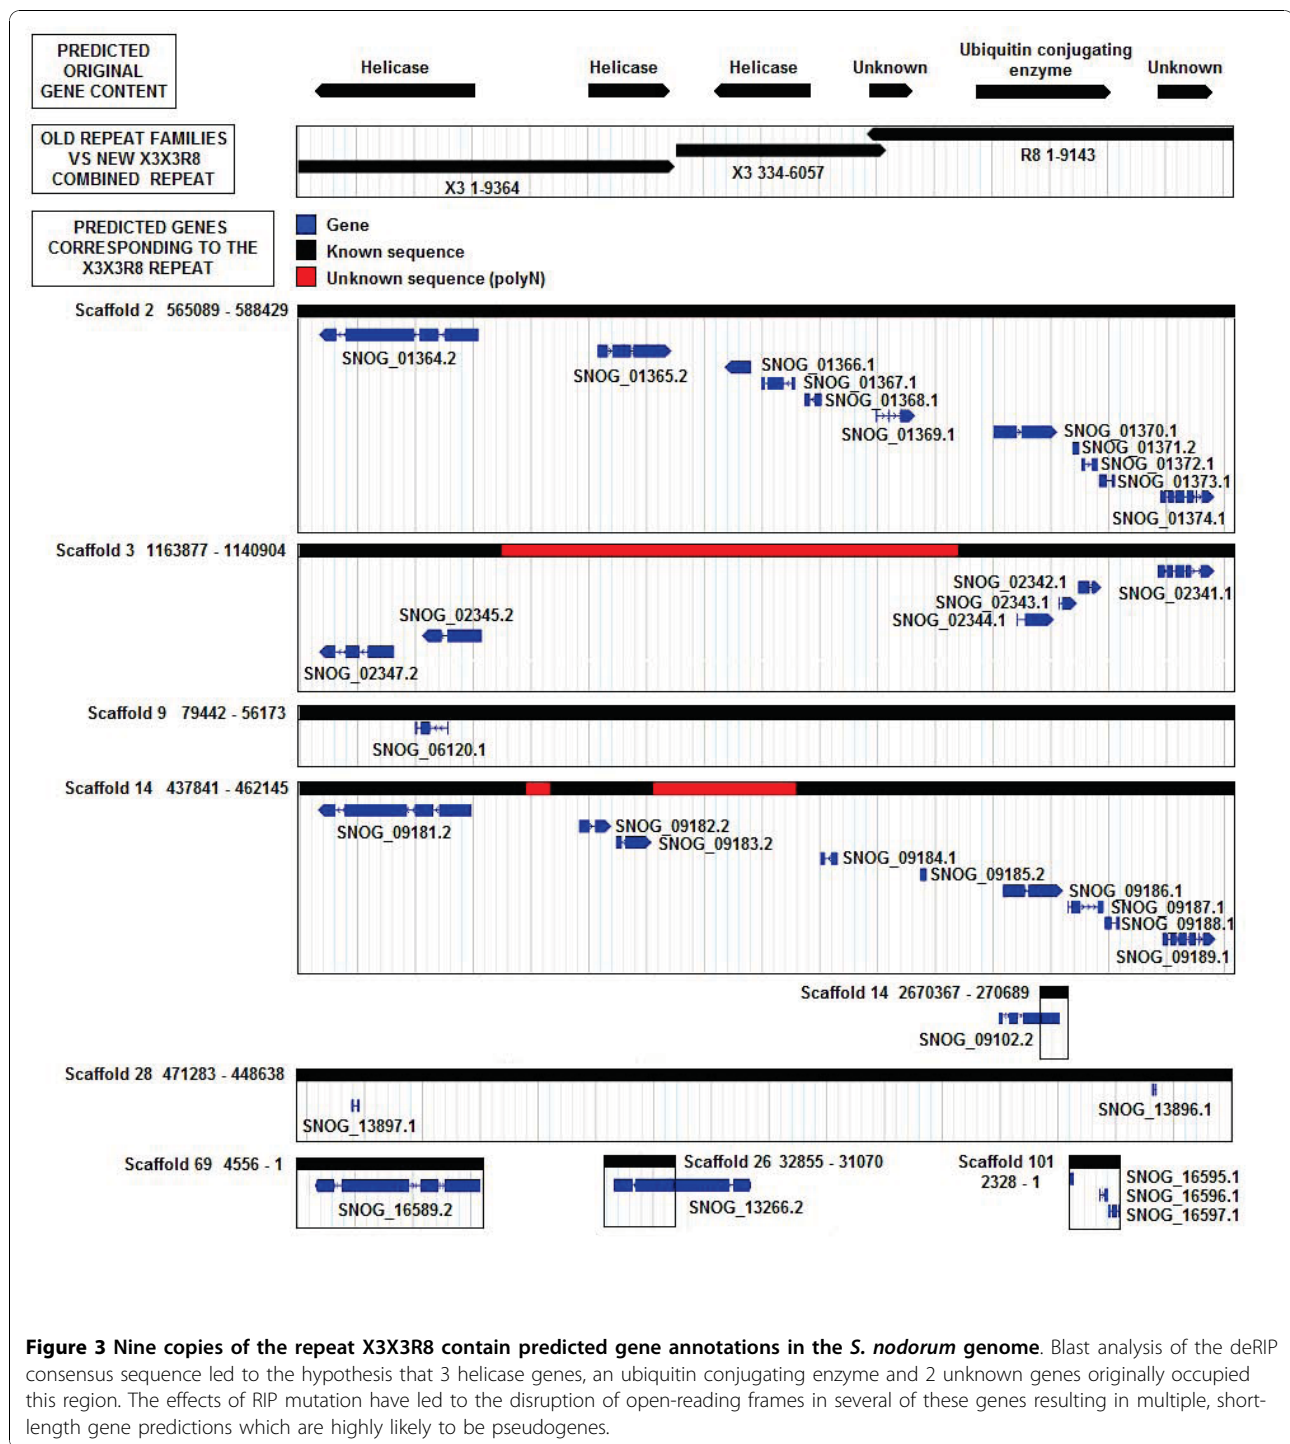 PREDICTED
ORIGINAL
GENE CONTENT
Helicase
Helicase
Helicase
Unknown
Ubiquitin conjugating
enzyme
Unknown
OLD REPEAT FAMILIES
VS NEW X3X3R8
COMBINED REPEAT
X3 1-9364
X3 334-6057
R8 1-9143
PREDICTED GENES
CORRESPONDING TO THE
X3X3R8 REPEAT
Gene
Known sequence
Unknown sequence (polyN)
Scaffold 2 565089 - 588429
SNOG_01364.2
SNOG_01365.2
SNOG_01366.1
SNOG_01367.1
SNOG_01368.1
SNOG_01369.1
SNOG_01370.1
SNOG_01371.2
SNOG_01372.1
SNOG_01373.1
SNOG_01374.1
Scaffold 3 1163877 - 1140904
SNOG_02342.1
SNOG_02341.1
SNOG_02343.1
SNOG_02344.1
SNOG_02345.2
SNOG_02347.2
Scaffold 9 79442 - 56173
SNOG_06120.1
Scaffold 14 437841 - 462145
SNOG_09181.2
SNOG_09182.2
SNOG_09183.2
SNOG_09184.1
SNOG_09185.2
SNOG_09186.1
SNOG_09187.1
SNOG_09188.1
SNOG_09189.1
Scaffold 14 2670367 - 270689
SNOG_09102.2
Scaffold 28 471283 - 448638
SNOG_13897.1
SNOG_13896.1
Scaffold 69 4556 - 1
SNOG_16589.2
Scaffold 26 32855 - 31070
SNOG_13266.2
Scaffold 101
2328 - 1
SNOG_16595.1
SNOG_16596.1
SNOG_16597.1
Figure 3 Nine copies of the repeat X3X3R8 contain predicted gene annotations in the S. nodorum genome. Blast analysis of the deRIP
consensus sequence led to the hypothesis that 3 helicase genes, an ubiquitin conjugating enzyme and 2 unknown genes originally occupied
this region. The effects of RIP mutation have led to the disruption of open-reading frames in several of these genes resulting in multiple, short-
length gene predictions which are highly likely to be pseudogenes.